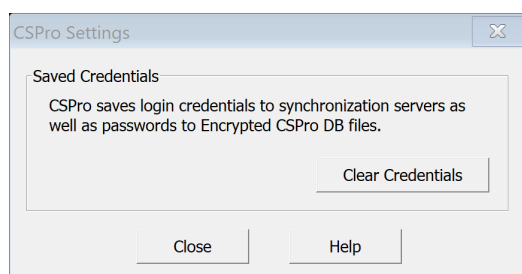 CSPro Settings
Saved Credentials
CSPro saves login credentials to synchronization servers as
well as passwords to Encrypted CSPro DB files.
Clear Credentials
Close
Help